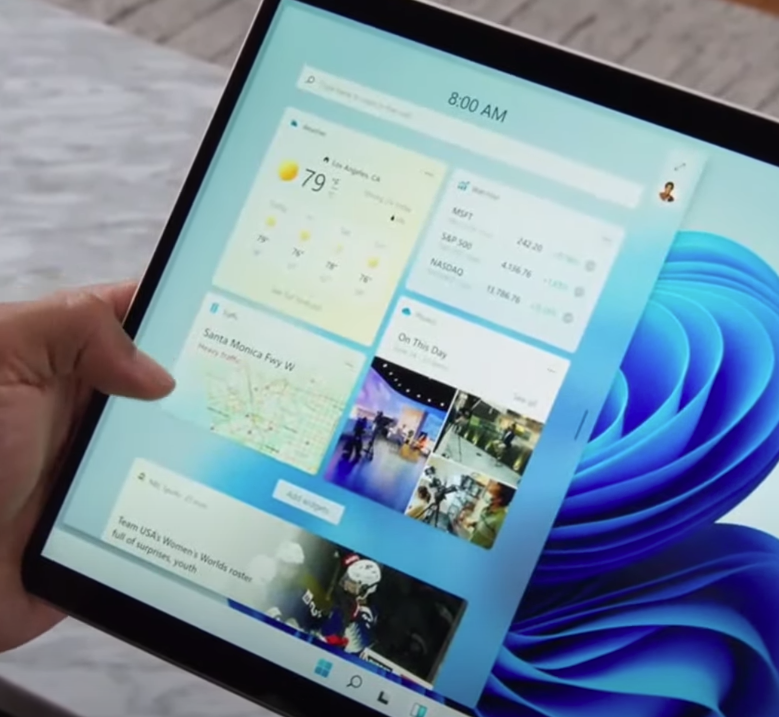 8:00 AM
Weather
Los Angeles, CA
79 °F
79° 76° 78° 76°
See full forecast
Watchlist
MSFT 242.20
S&P 500 4,136.76
NASDAQ 13,786.76
Traffic
Santa Monica Fwy W
Heavy traffic
Photos
On This Day
See all
Add widgets
NBC Sports
Team USA's Women's Worlds roster
full of surprises, youth